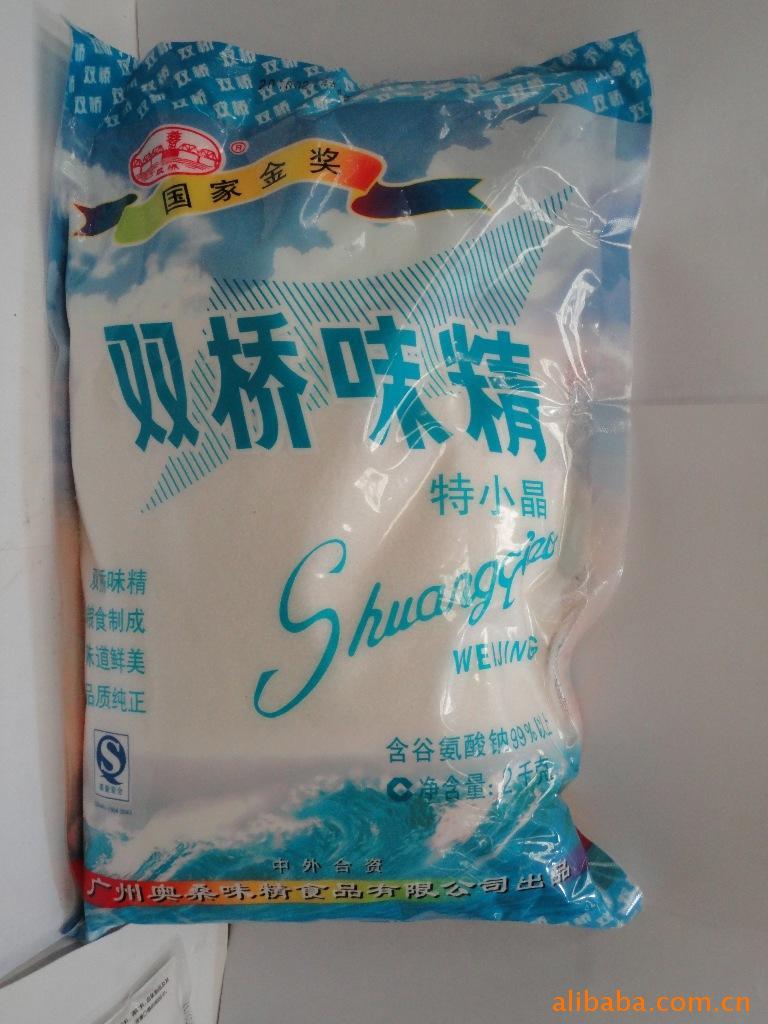 ®
国家金奖
双桥味精
特小晶
Shuangqiao
WEIJING
双桥味精
粮食制成
味道鲜美
品质纯正
含谷氨酸钠99%以上
净含量:2千克
中外合资
广州奥桑味精食品有限公司出品
alibaba.com.cn